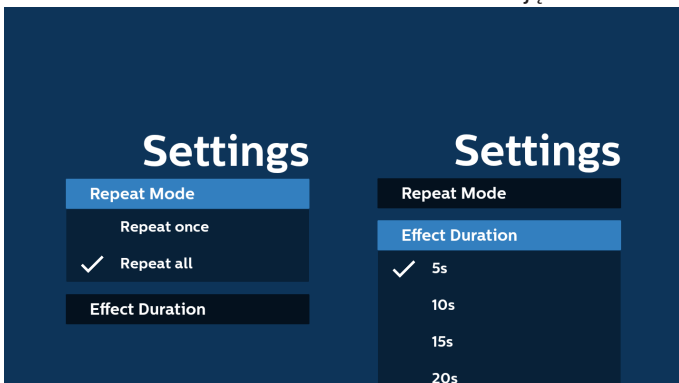 Settings
Repeat Mode
Repeat once
Repeat all
Effect Duration
Settings
Repeat Mode
Effect Duration
5s
10s
15s
20s